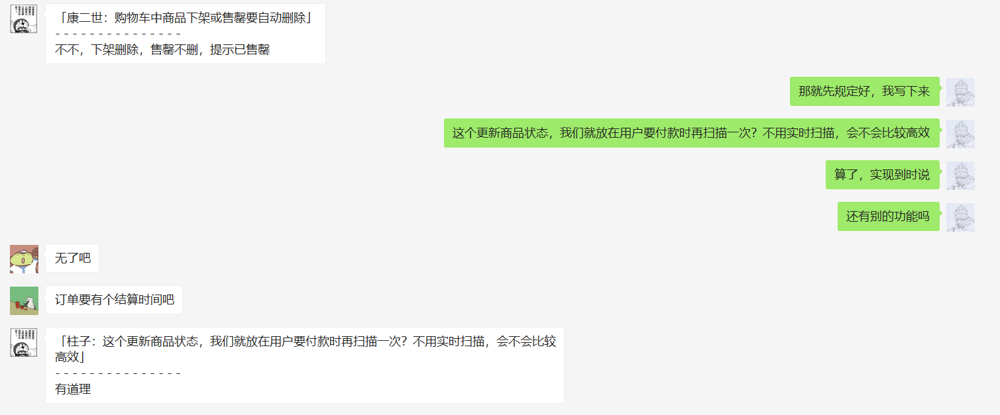 「康二世：购物车中商品下架或售罄要自动删除」
- - - - - - - - - - - - - - -
不不，下架删除，售罄不删，提示已售罄
那就先规定好，我写下来
这个更新商品状态，我们就放在用户要付款时再扫描一次？不用实时扫描，会不会比较高效
算了，实现到时说
还有别的功能吗
无了吧
订单要有个结算时间吧
「柱子：这个更新商品状态，我们就放在用户要付款时再扫描一次？不用实时扫描，会不会比较
高效」
- - - - - - - - - - - - - - -
有道理